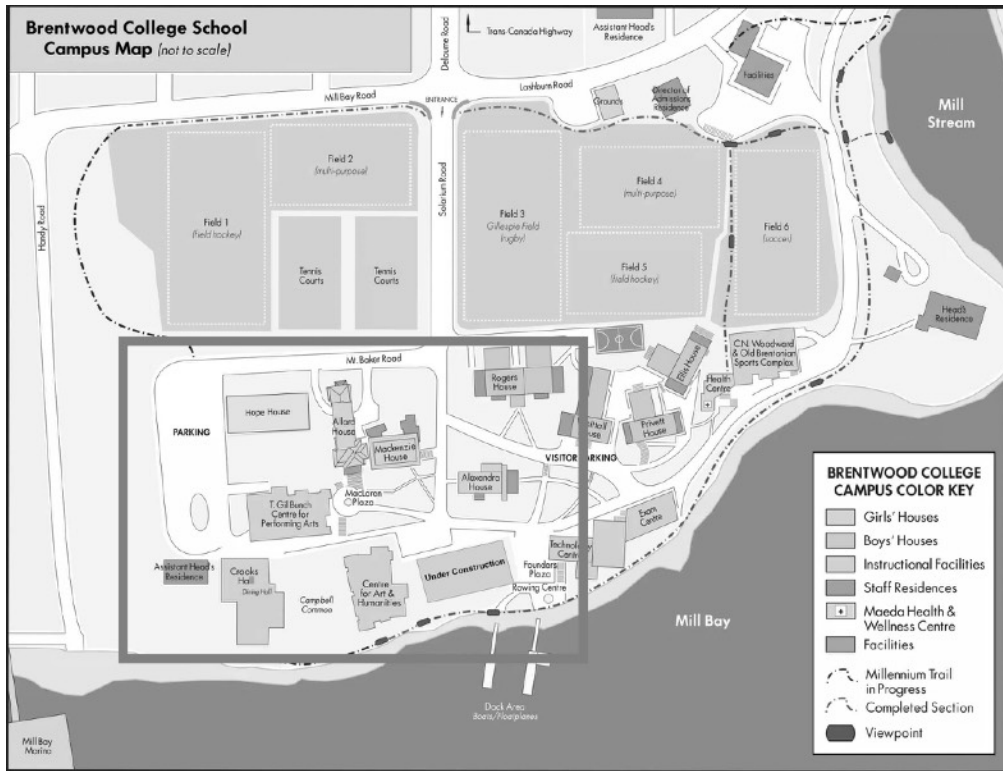 Brentwood College School
Campus Map (not to scale)
Trans-Canada Highway
Assistant Head's
Residence
Delourne Road
Mill Bay Road
ENTRANCE
Lashburn Road
Facilities
Grounds
Director of
Admissions
Residence
Mill
Stream
Handy Road
Solarium Road
Field 1
(field hockey)
Field 2
(multi-purpose)
Tennis
Courts
Tennis
Courts
Field 3
Gillespie Field
(rugby)
Field 4
(multi-purpose)
Field 5
(field hockey)
Field 6
(soccer)
Head's
Residence
Mt. Baker Road
Hope House
PARKING
Allard
House
Mackenzie
House
Rogers
House
Ellis House
C.N. Woodward
& Old Brentonian
Sports Complex
Health
Centre
House
Privett
House
VISITOR PARKING
Alexandra
House
MacLaren
Plaza
T. Gil Bunch
Centre for
Performing Arts
Exam
Centre
Technology
Centre
Assistant Head's
Residence
Crooks
Hall
Dining Hall
Campbell
Common
Centre
for Art &
Humanities
Under Construction
Founders
Plaza
Rowing Centre
Mill Bay
Dock Area
Boats/Floatplanes
Mill Bay
Marina
BRENTWOOD COLLEGE
CAMPUS COLOR KEY
Girls' Houses
Boys' Houses
Instructional Facilities
Staff Residences
Maeda Health &
Wellness Centre
Facilities
Millennium Trail
in Progress
Completed Section
Viewpoint